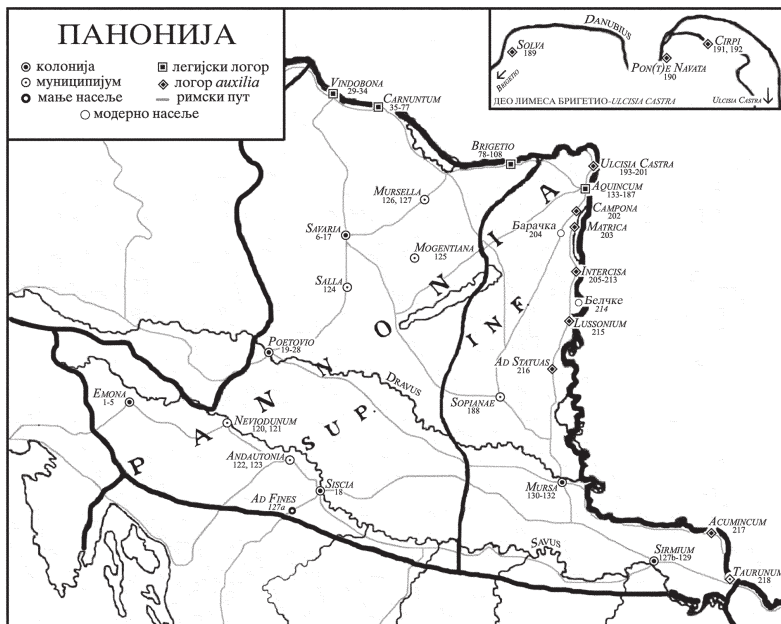 ПАНОНИЈА
колонија
муниципијум
мање насеље
модерно насеље
легијски логор
логор auxilia
римски пут
DANUBIUS
SOLVA
189
CIRPI
191, 192
PON(T)E NAVATA
190
BRIGETIO
ULCISIA CASTRA
ДЕО ЛИМЕСА БРИГЕТИО-ULCISIA CASTRA
VINDOBONA
29-34
CARNUNTUM
35-77
BRIGETIO
78-108
ULCISIA CASTRA
193-201
AQUINCUM
133-187
CAMPONA
202
MATRICA
203
Барачка
204
MURSELLA
126, 127
SAVARIA
6-17
MOGENTIANA
125
SALLA
124
INTERCISA
205-213
Белчке
214
LUSSONIUM
215
AD STATUAS
216
POETOVIO
19-28
DRAVUS
SOPIANAE
188
EMONA
1-5
NEVIODUNUM
120, 121
ANDAUTONIA
122, 123
SISCIA
18
AD FINES
127a
MURSA
130-132
SAVUS
SIRMIUM
127b-129
ACUMINCUM
217
TAURUNUM
218
PANNONIA
SUP.
INF